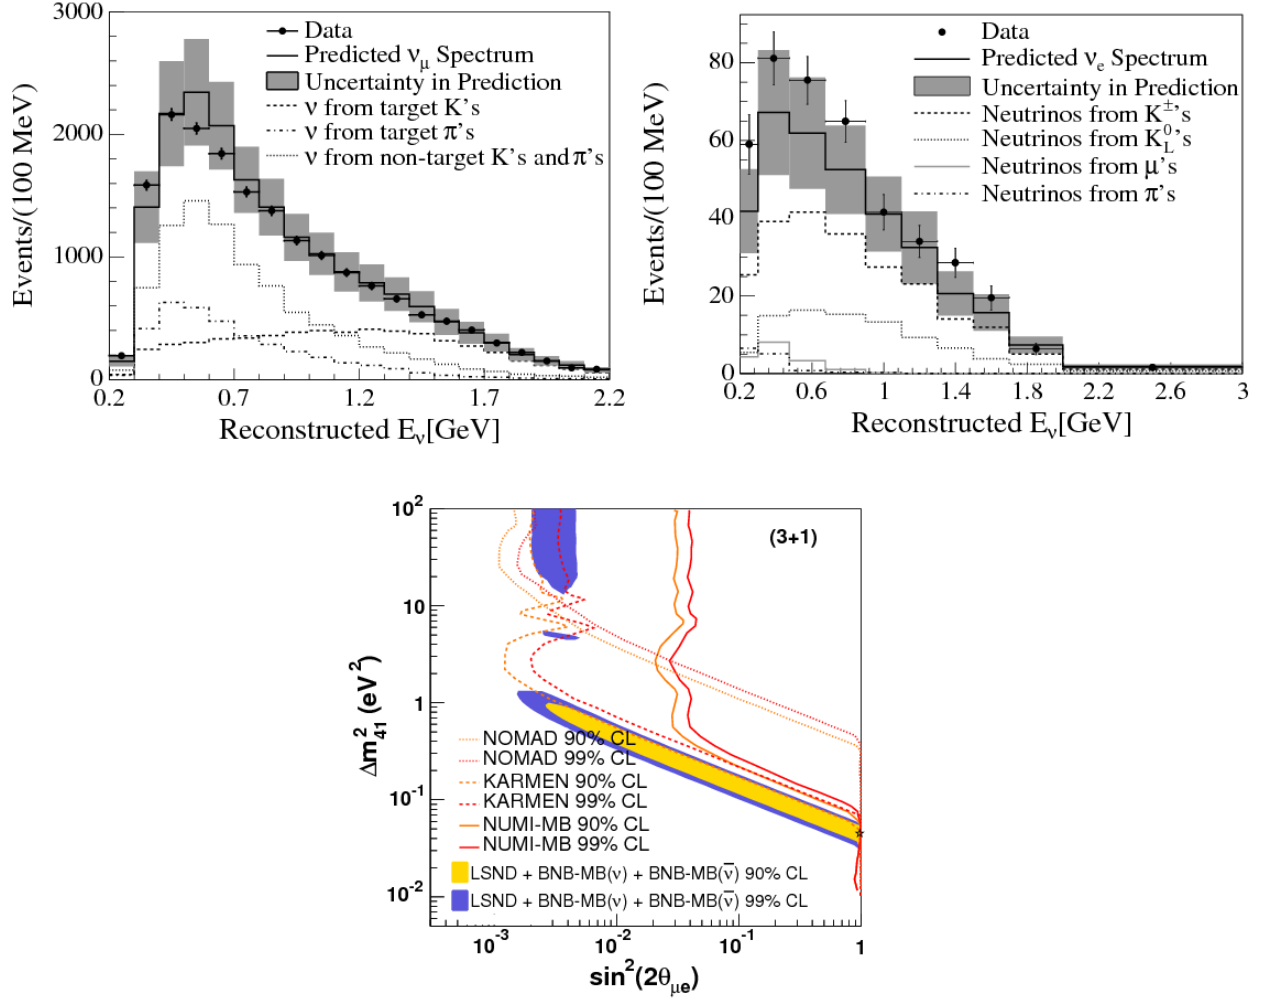 3000
2000
1000
0
Events/(100 MeV)
Data
Predicted νμ Spectrum
Uncertainty in Prediction
ν from target K's
ν from target π's
ν from non-target K's and π's
0.2 0.7 1.2 1.7 2.2
Reconstructed Eν[GeV]
80
60
40
20
0
Events/(100 MeV)
Data
Predicted νe Spectrum
Uncertainty in Prediction
Neutrinos from K±'s
Neutrinos from K0L's
Neutrinos from μ's
Neutrinos from π's
0.2 0.6 1 1.4 1.8 2.2 2.6 3
Reconstructed Eν[GeV]
10²
10
1
10⁻¹
10⁻²
Δm²41 (eV²)
(3+1)
NOMAD 90% CL
NOMAD 99% CL
KARMEN 90% CL
KARMEN 99% CL
NUMI-MB 90% CL
NUMI-MB 99% CL
LSND + BNB-MB(ν) + BNB-MB(ν̅) 90% CL
LSND + BNB-MB(ν) + BNB-MB(ν̅) 99% CL
10⁻³ 10⁻² 10⁻¹ 1
sin²(2θμe)